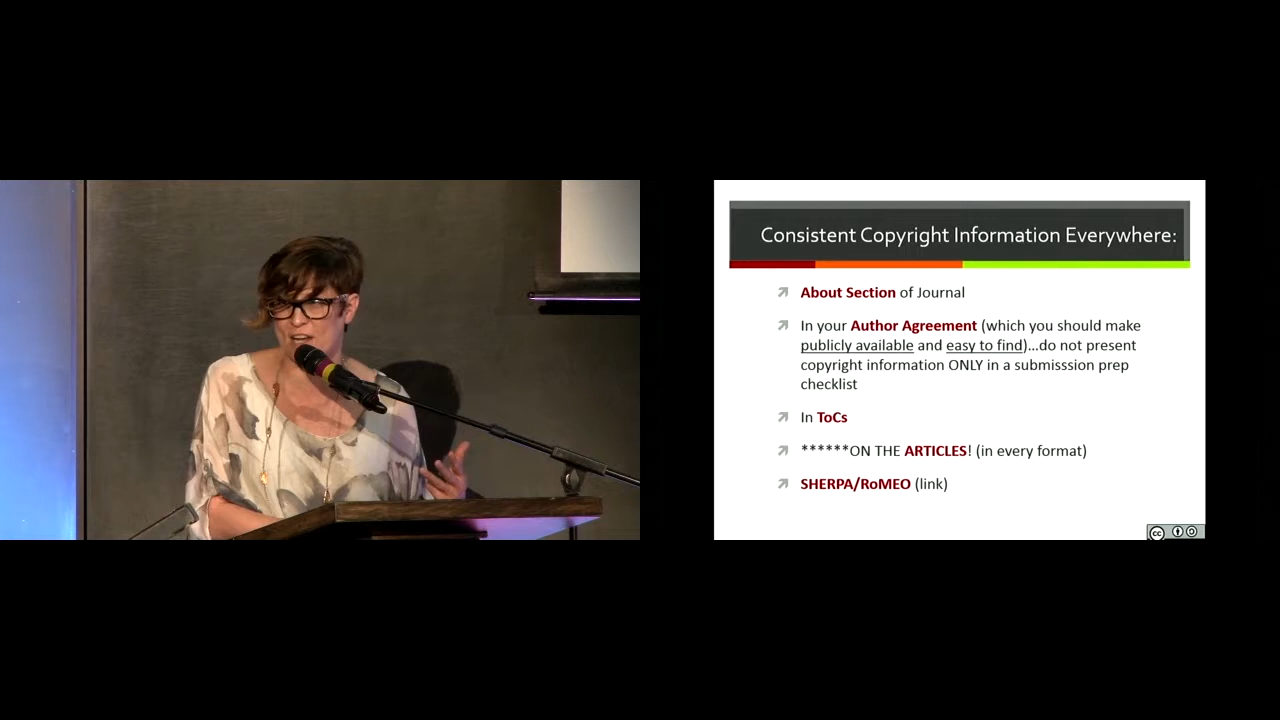 Consistent Copyright Information Everywhere:
About Section of Journal
In your Author Agreement (which you should make
publicly available and easy to find)...do not present
copyright information ONLY in a submisssion prep
checklist
In ToCs
******ON THE ARTICLES! (in every format)
SHERPA/RoMEO (link)
cc